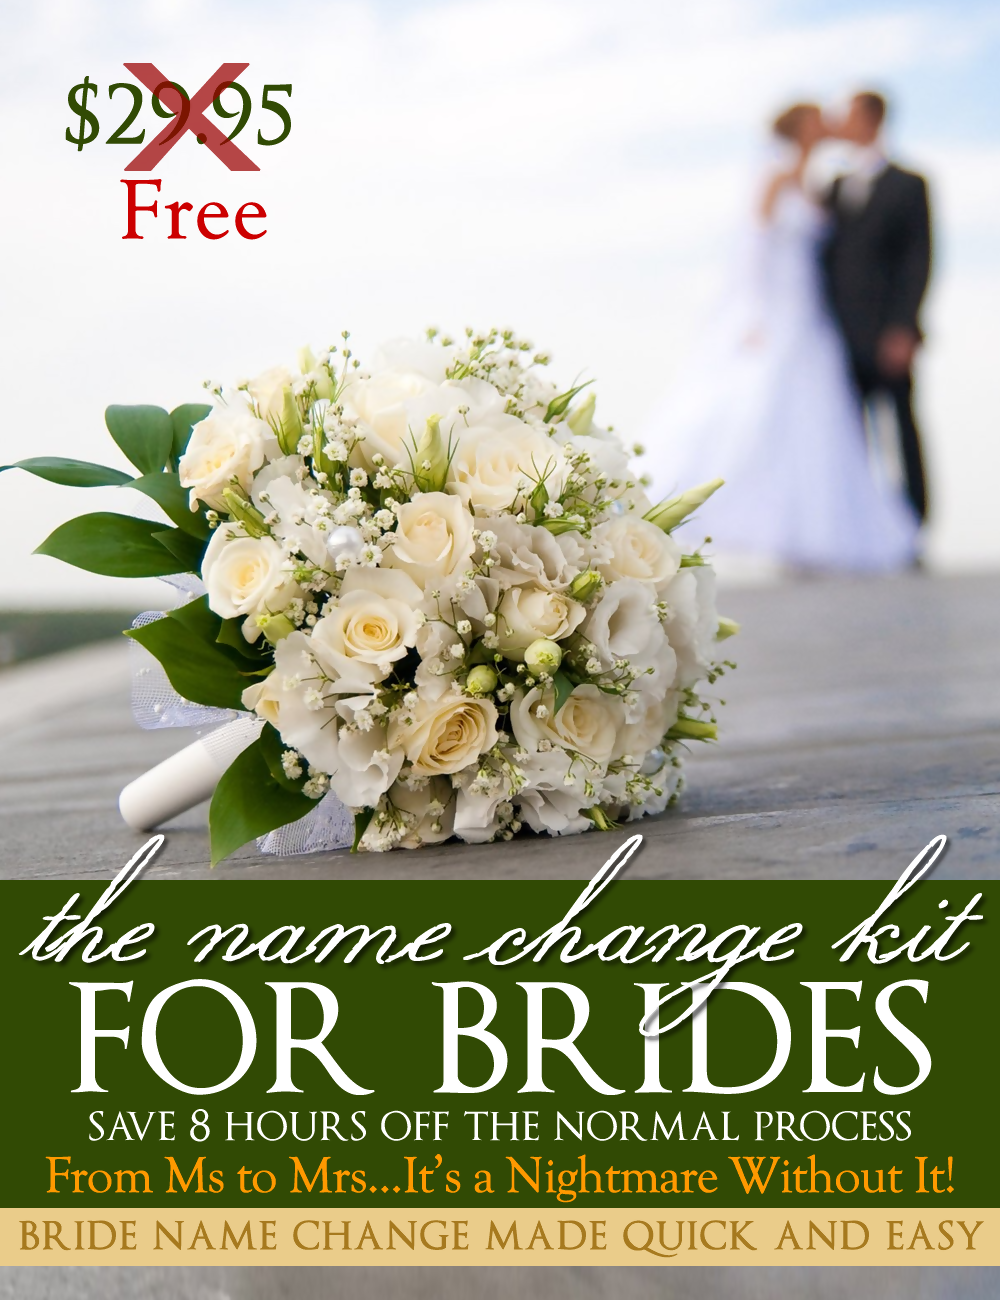 $29.95
Free
the name change kit
FOR BRIDES
SAVE 8 HOURS OFF THE NORMAL PROCESS
From Ms to Mrs...It's a Nightmare Without It!
BRIDE NAME CHANGE MADE QUICK AND EASY